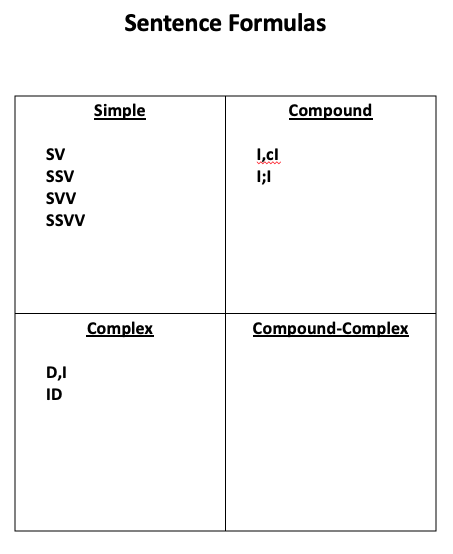 Sentence Formulas
Simple
SV
SSV
SVV
SSVV
Compound
I,cI
I;I
Complex
D,I
ID
Compound-Complex